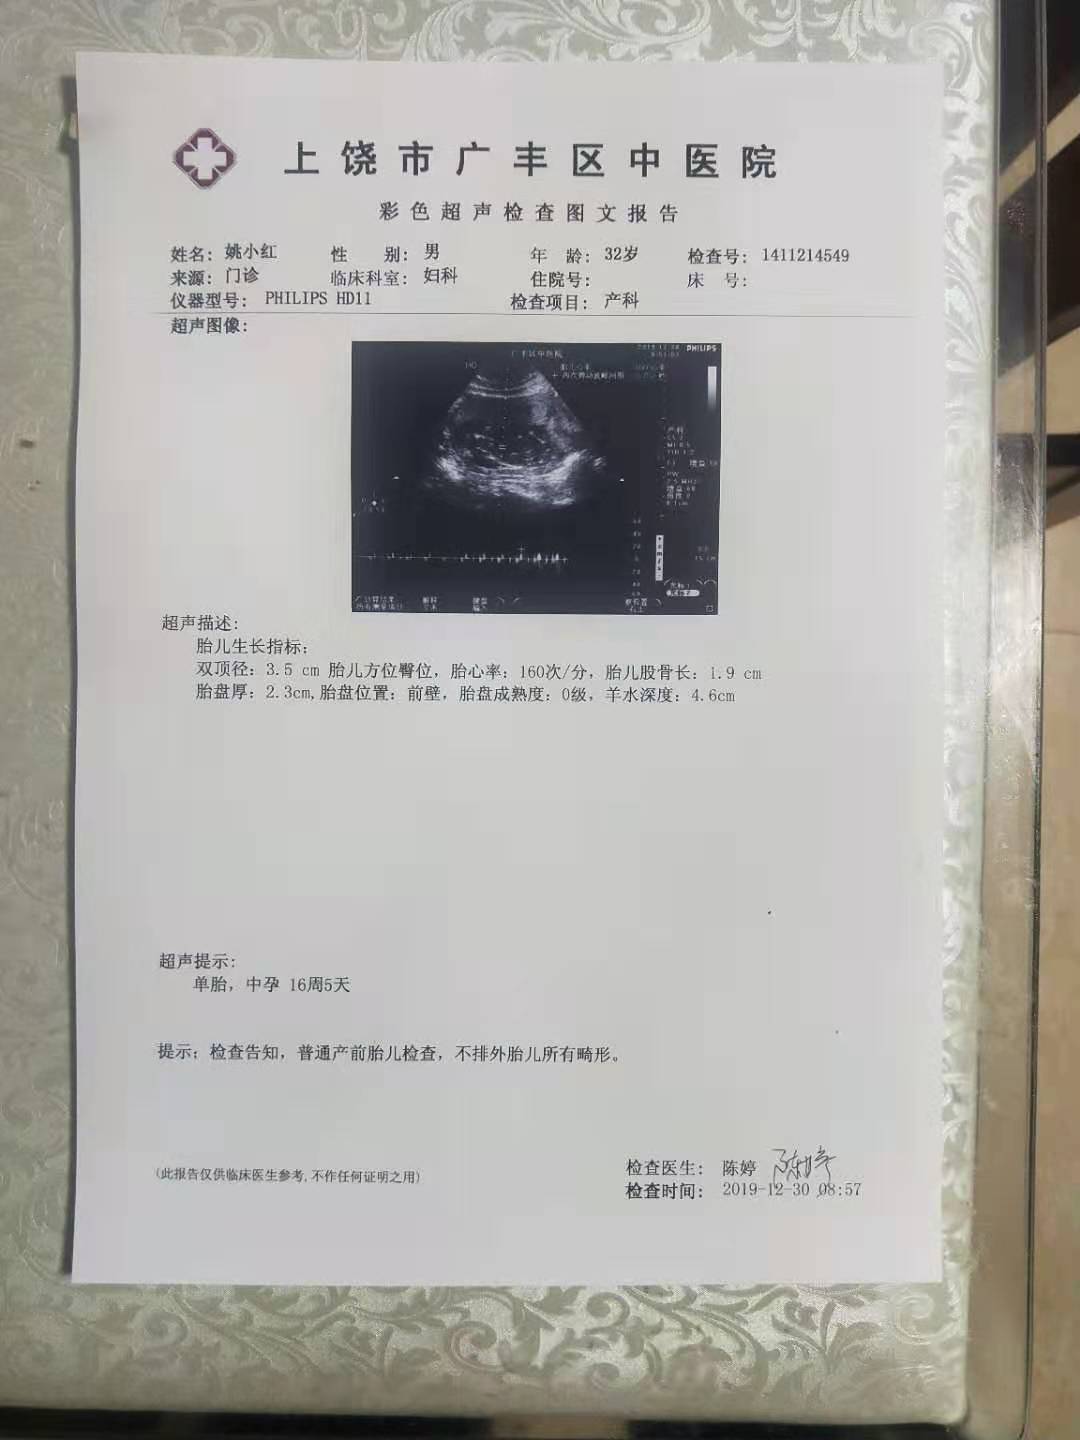 上饶市广丰区中医院
彩色超声检查图文报告
姓名: 姚小红 性 别: 男 年 龄: 32岁 检查号: 1411214549
来源: 门诊 临床科室: 妇科 住院号: 床 号:
仪器型号: PHILIPS HD11 检查项目: 产科
超声图像:
广丰区中医院
PHILIPS
产科
超声描述:
胎儿生长指标:
双顶径: 3.5 cm 胎儿方位臀位, 胎心率: 160次/分, 胎儿股骨长: 1.9 cm
胎盘厚: 2.3cm, 胎盘位置: 前壁, 胎盘成熟度: 0级, 羊水深度: 4.6cm
超声提示:
单胎, 中孕 16周5天
提示: 检查告知, 普通产前胎儿检查, 不排外胎儿所有畸形。
(此报告仅供临床医生参考, 不作任何证明之用)
检查医生: 陈婷 陈婷
检查时间: 2019-12-30 08:57